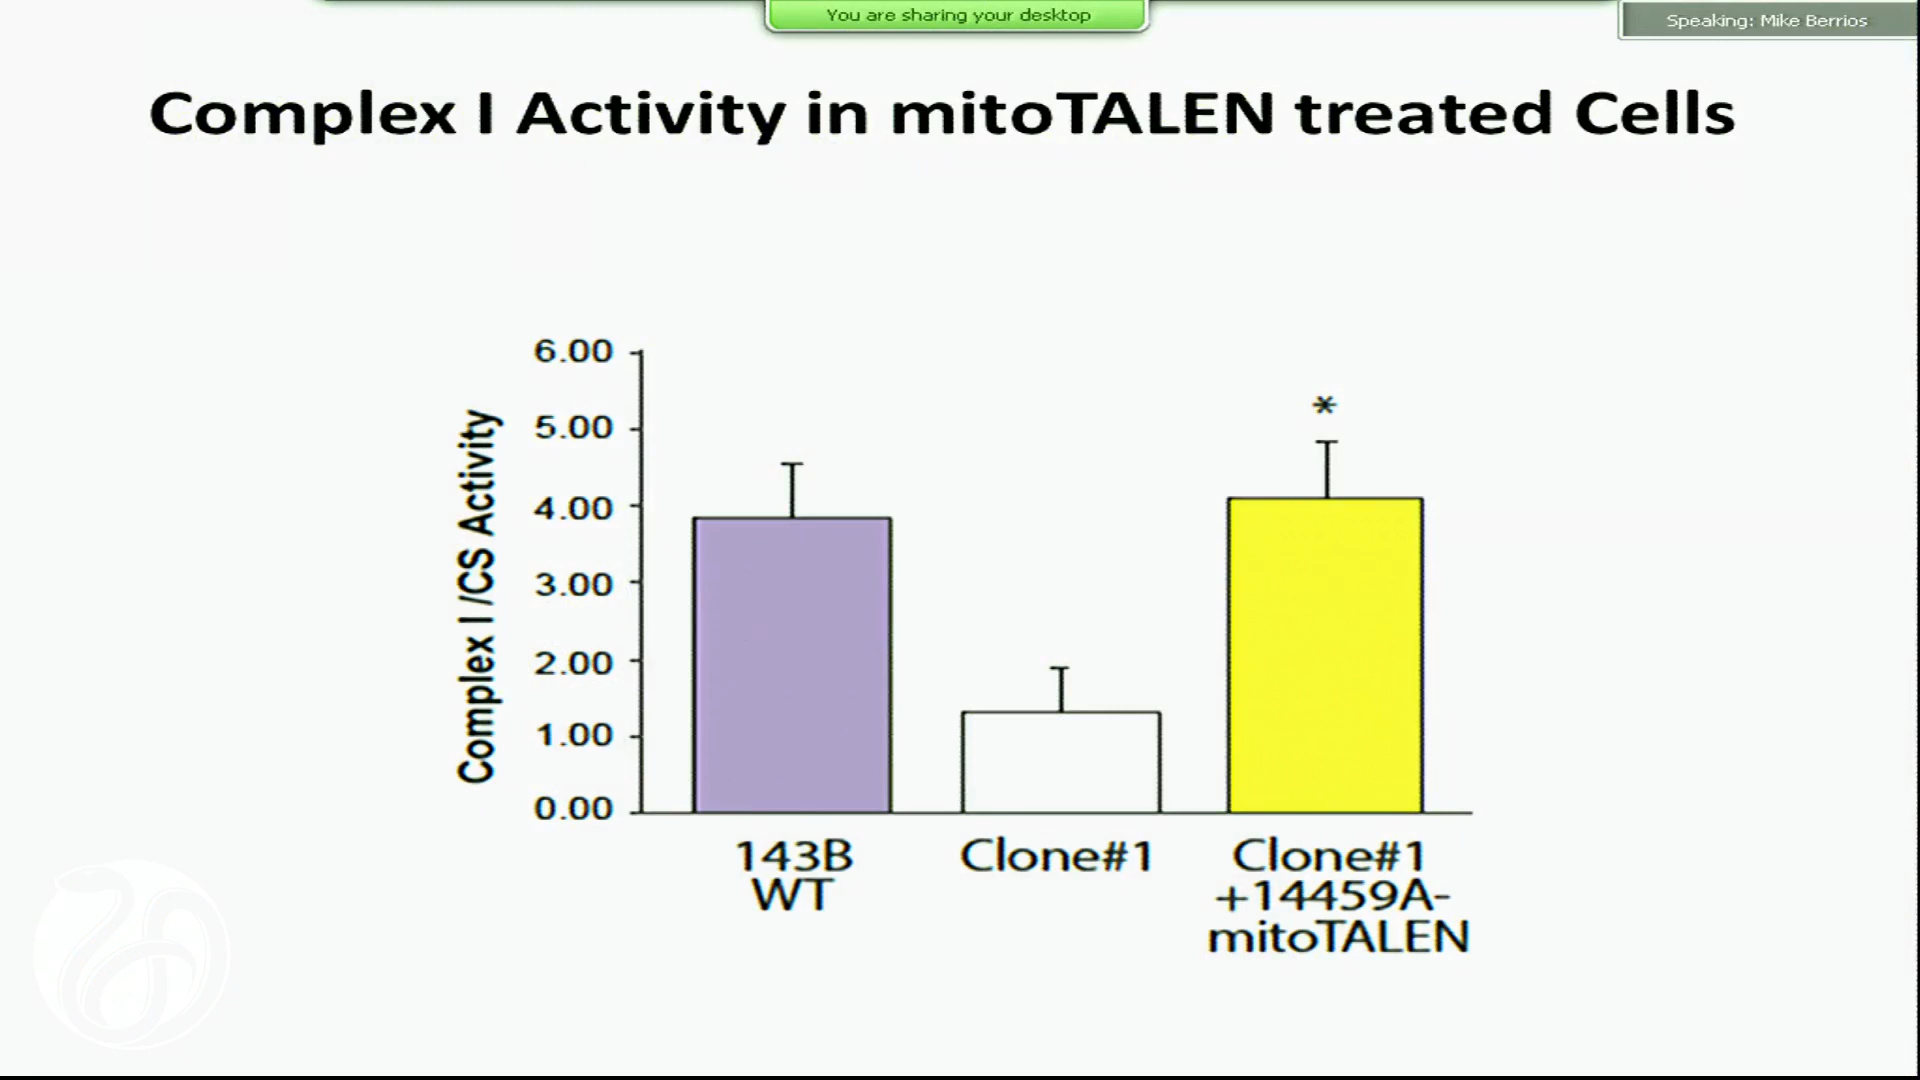 You are sharing your desktop
Speaking: Mike Berrios
Complex I Activity in mitoTALEN treated Cells
Complex I /CS Activity
6.00
5.00
4.00
3.00
2.00
1.00
0.00
*
143B
WT
Clone#1
Clone#1
+14459A-
mitoTALEN